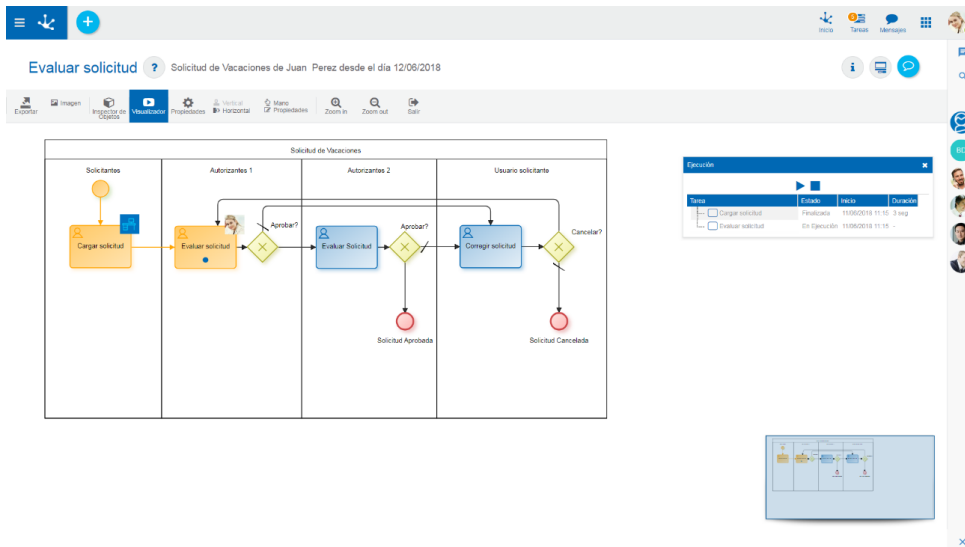 Inicio
6
Tareas
Mensajes
Evaluar solicitud ? Solicitud de Vacaciones de Juan Perez desde el día 12/06/2018
i
Exportar
Imagen
Inspector de
Objetos
Visualizador
Propiedades
Vertical
Horizontal
Mano
Propiedades
Zoom in
Zoom out
Salir
Solicitud de Vacaciones
Solicitantes
Autorizantes 1
Autorizantes 2
Usuario solicitante
Cargar solicitud
Evaluar solicitud
Aprobar?
Evaluar Solicitud
Aprobar?
Corregir solicitud
Cancelar?
Solicitud Aprobada
Solicitud Cancelada
Ejecución
Tarea Estado Inicio Duración
Cargar solicitud Finalizada 11/06/2018 11:15 3 seg
Evaluar solicitud En Ejecución 11/06/2018 11:15 -